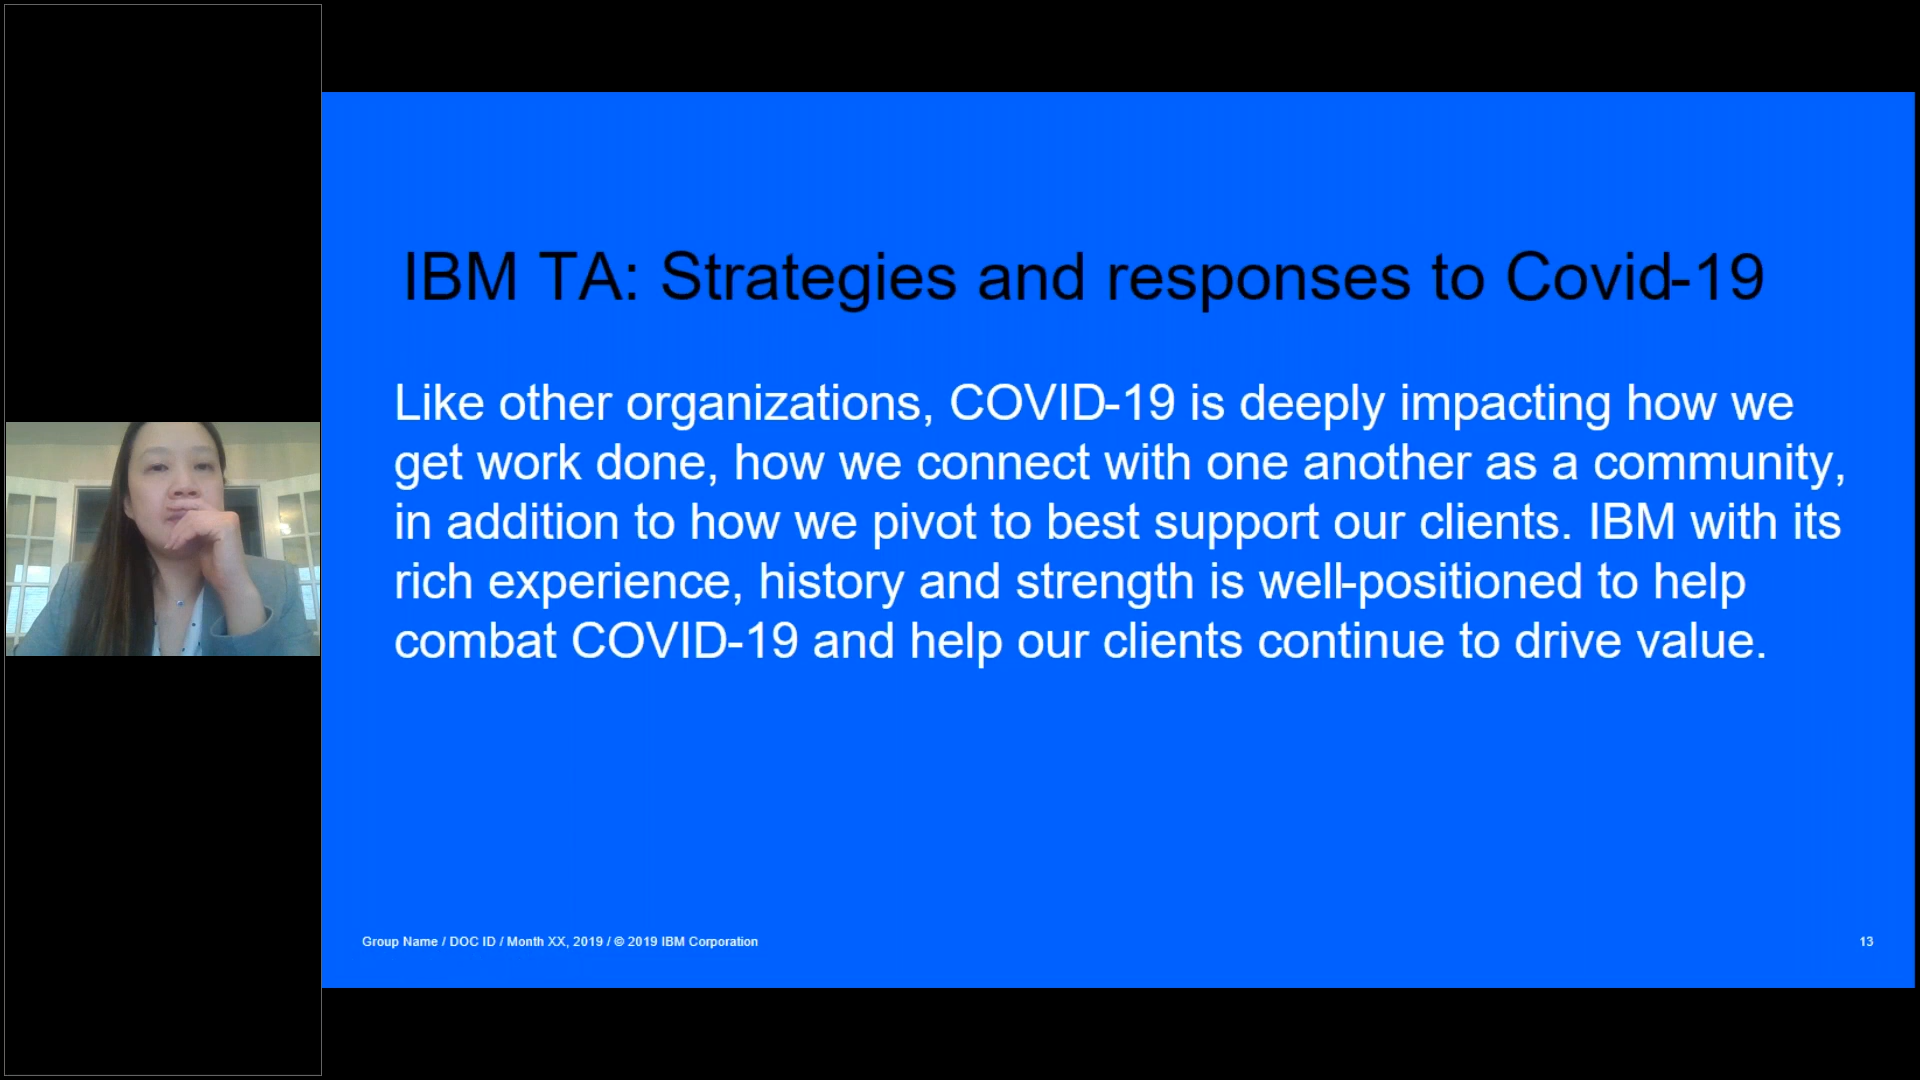 IBM TA: Strategies and responses to Covid-19
Like other organizations, COVID-19 is deeply impacting how we
get work done, how we connect with one another as a community,
in addition to how we pivot to best support our clients. IBM with its
rich experience, history and strength is well-positioned to help
combat COVID-19 and help our clients continue to drive value.
Group Name / DOC ID / Month XX, 2019 / © 2019 IBM Corporation
13